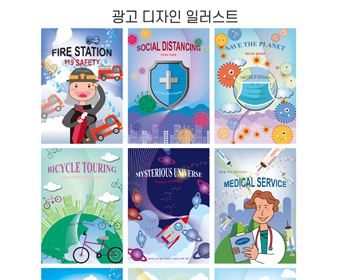 광고 디자인 일러스트
FIRE STATION
119 SAFETY
SOCIAL DISTANCING
SAVE THE PLANET
BICYCLE TOURING
MYSTERIOUS UNIVERSE
MEDICAL SERVICE